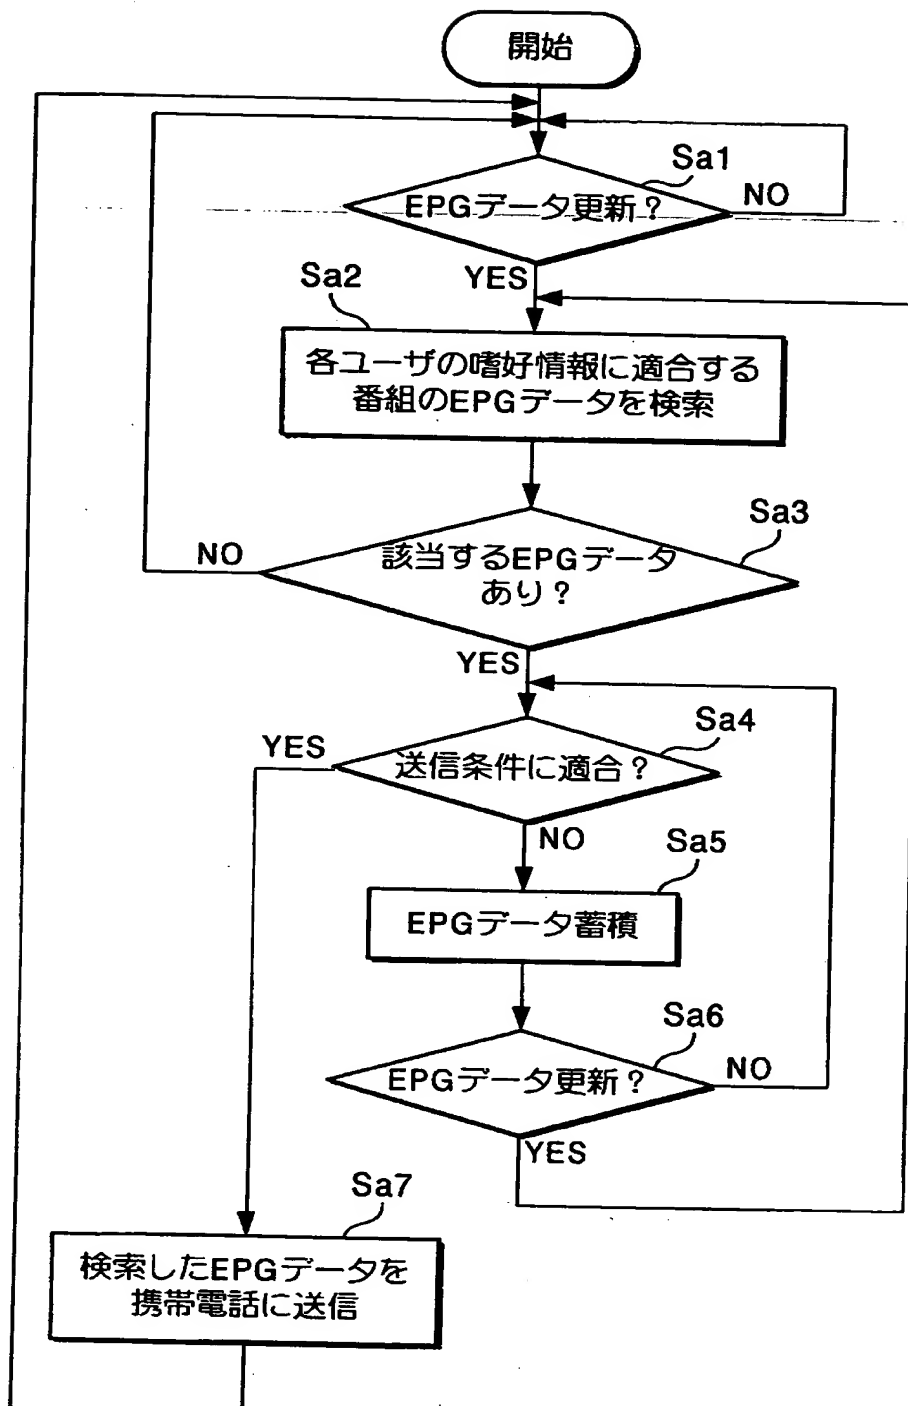 開始
Sa1
EPGデータ更新？
NO
YES
Sa2
各ユーザの嗜好情報に適合する
番組のEPGデータを検索
Sa3
NO
該当するEPGデータ
あり？
YES
Sa4
YES
送信条件に適合？
NO
Sa5
EPGデータ蓄積
Sa6
EPGデータ更新？
NO
YES
Sa7
検索したEPGデータを
携帯電話に送信